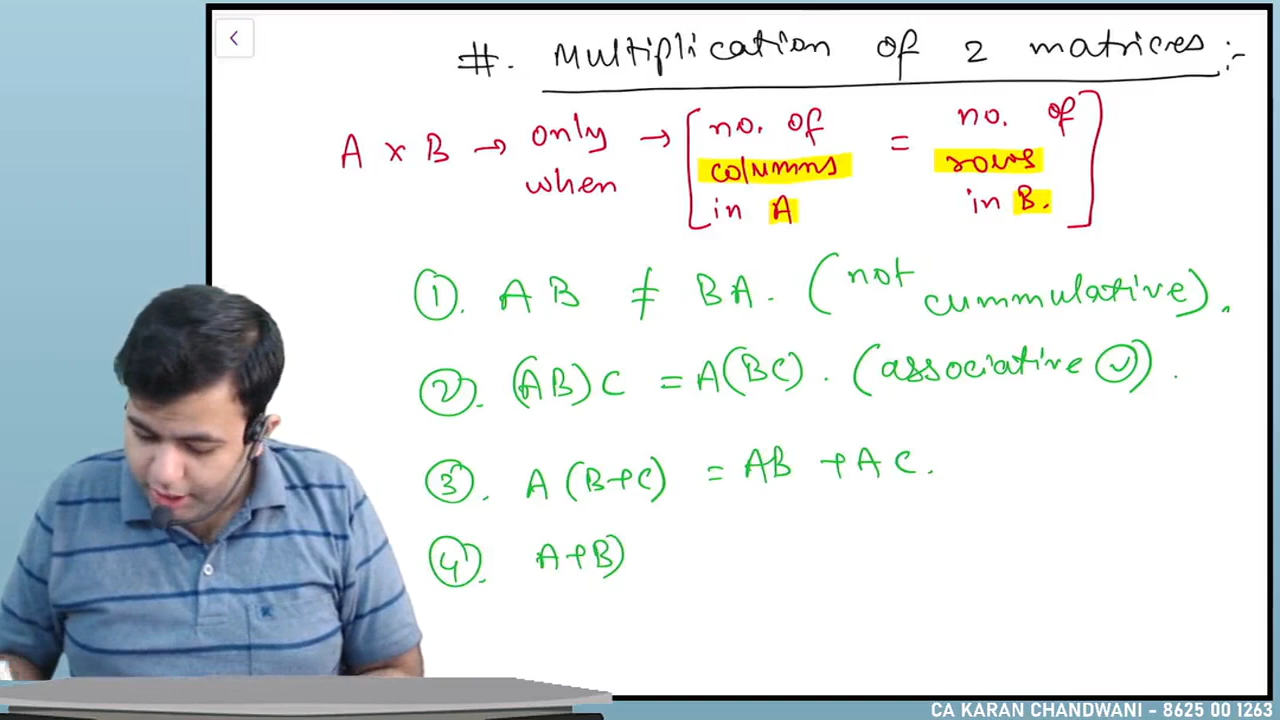 #. Multiplication of 2 matrices :-
A x B → only when → [ no. of columns in A = no. of rows in B. ]
①. AB ≠ BA. (not cummulative).
②. (AB)C = A(BC). (associative ✓).
③. A(B+C) = AB + AC.
④. A+B)
CA KARAN CHANDWANI - 8625 00 1263